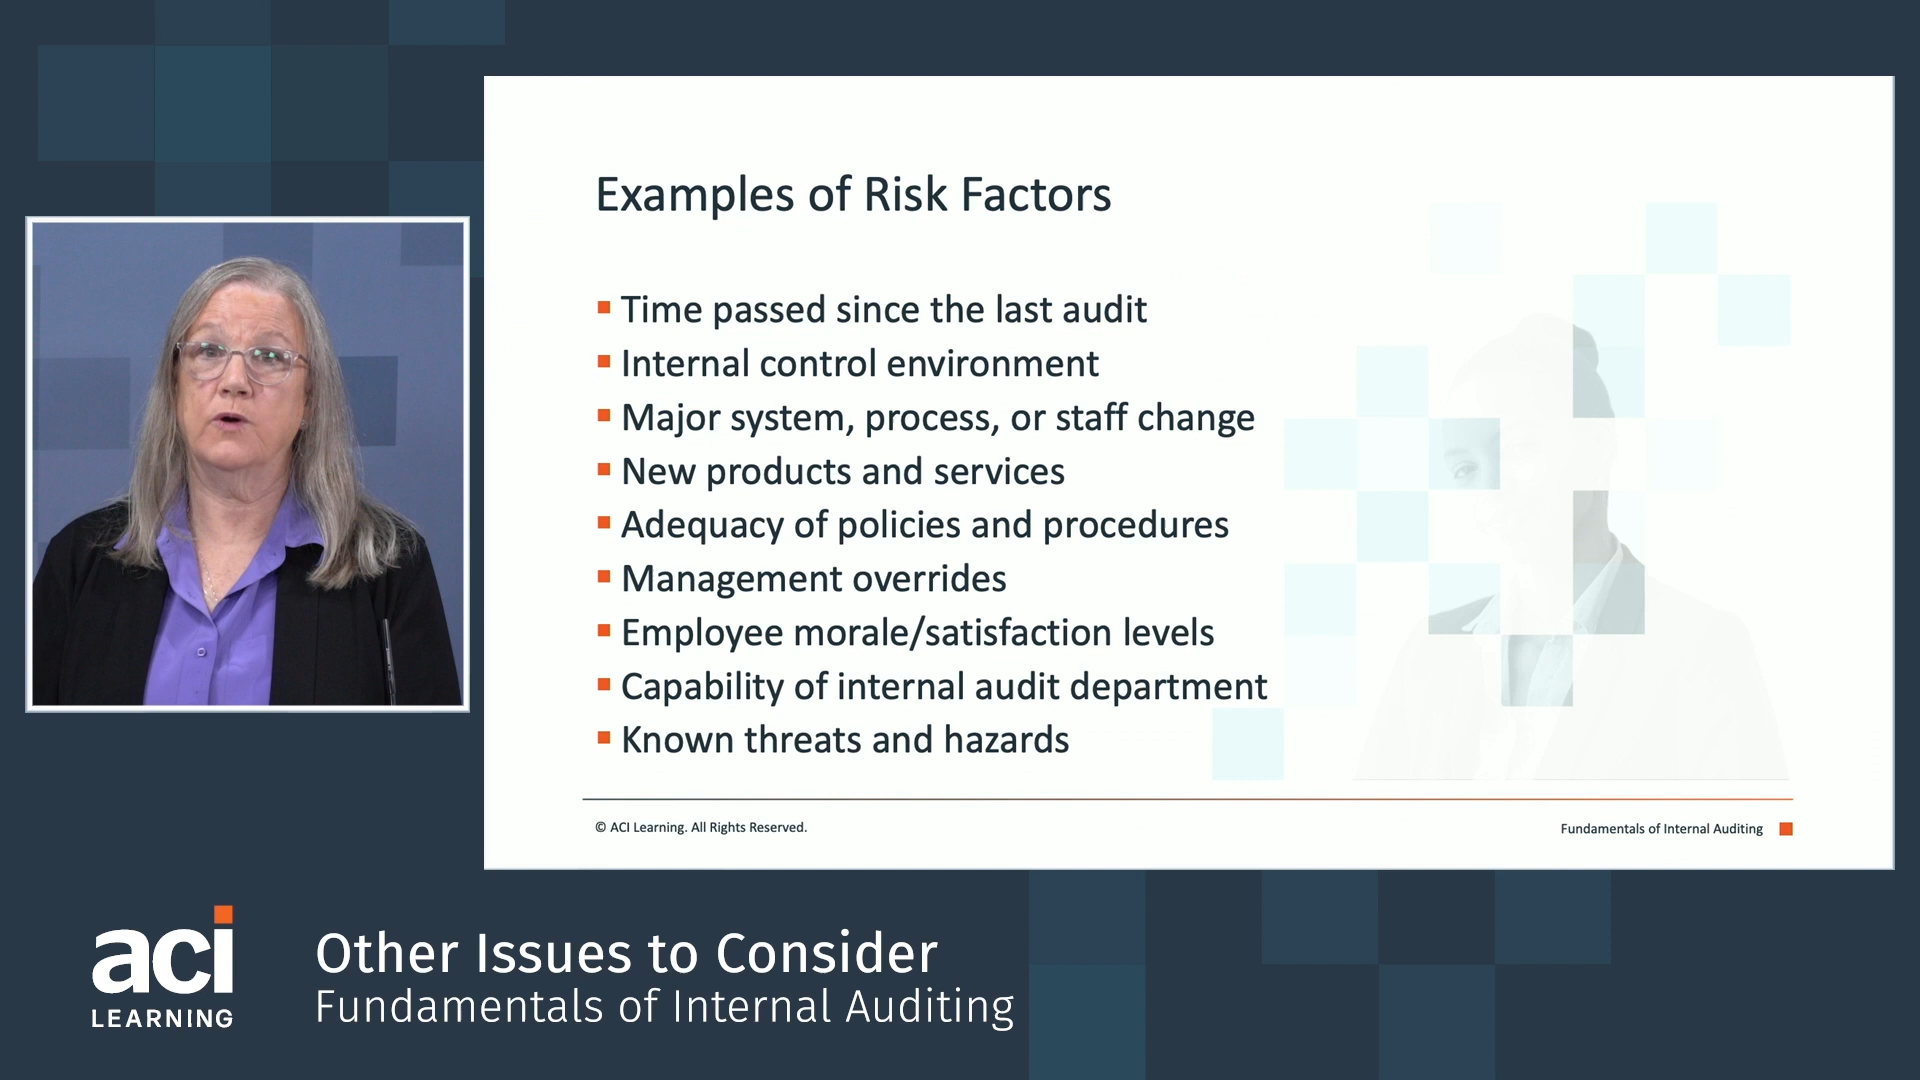 Examples of Risk Factors
Time passed since the last audit
Internal control environment
Major system, process, or staff change
New products and services
Adequacy of policies and procedures
Management overrides
Employee morale/satisfaction levels
Capability of internal audit department
Known threats and hazards
© ACI Learning. All Rights Reserved.
Fundamentals of Internal Auditing
aci
LEARNING
Other Issues to Consider
Fundamentals of Internal Auditing